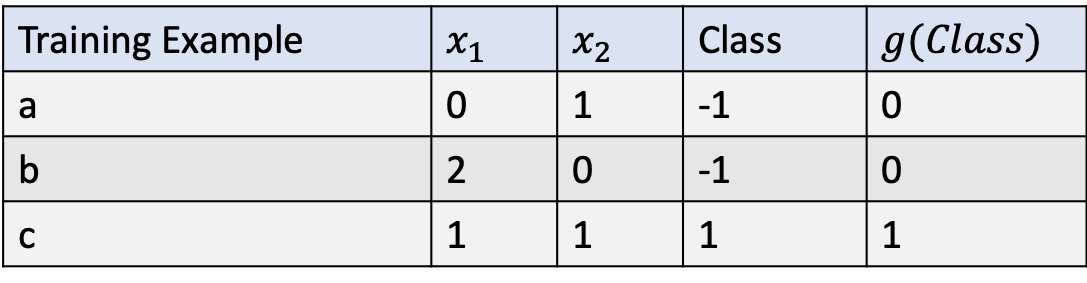 Training Example x₁ x₂ Class g(Class)
a 0 1 -1 0
b 2 0 -1 0
c 1 1 1 1